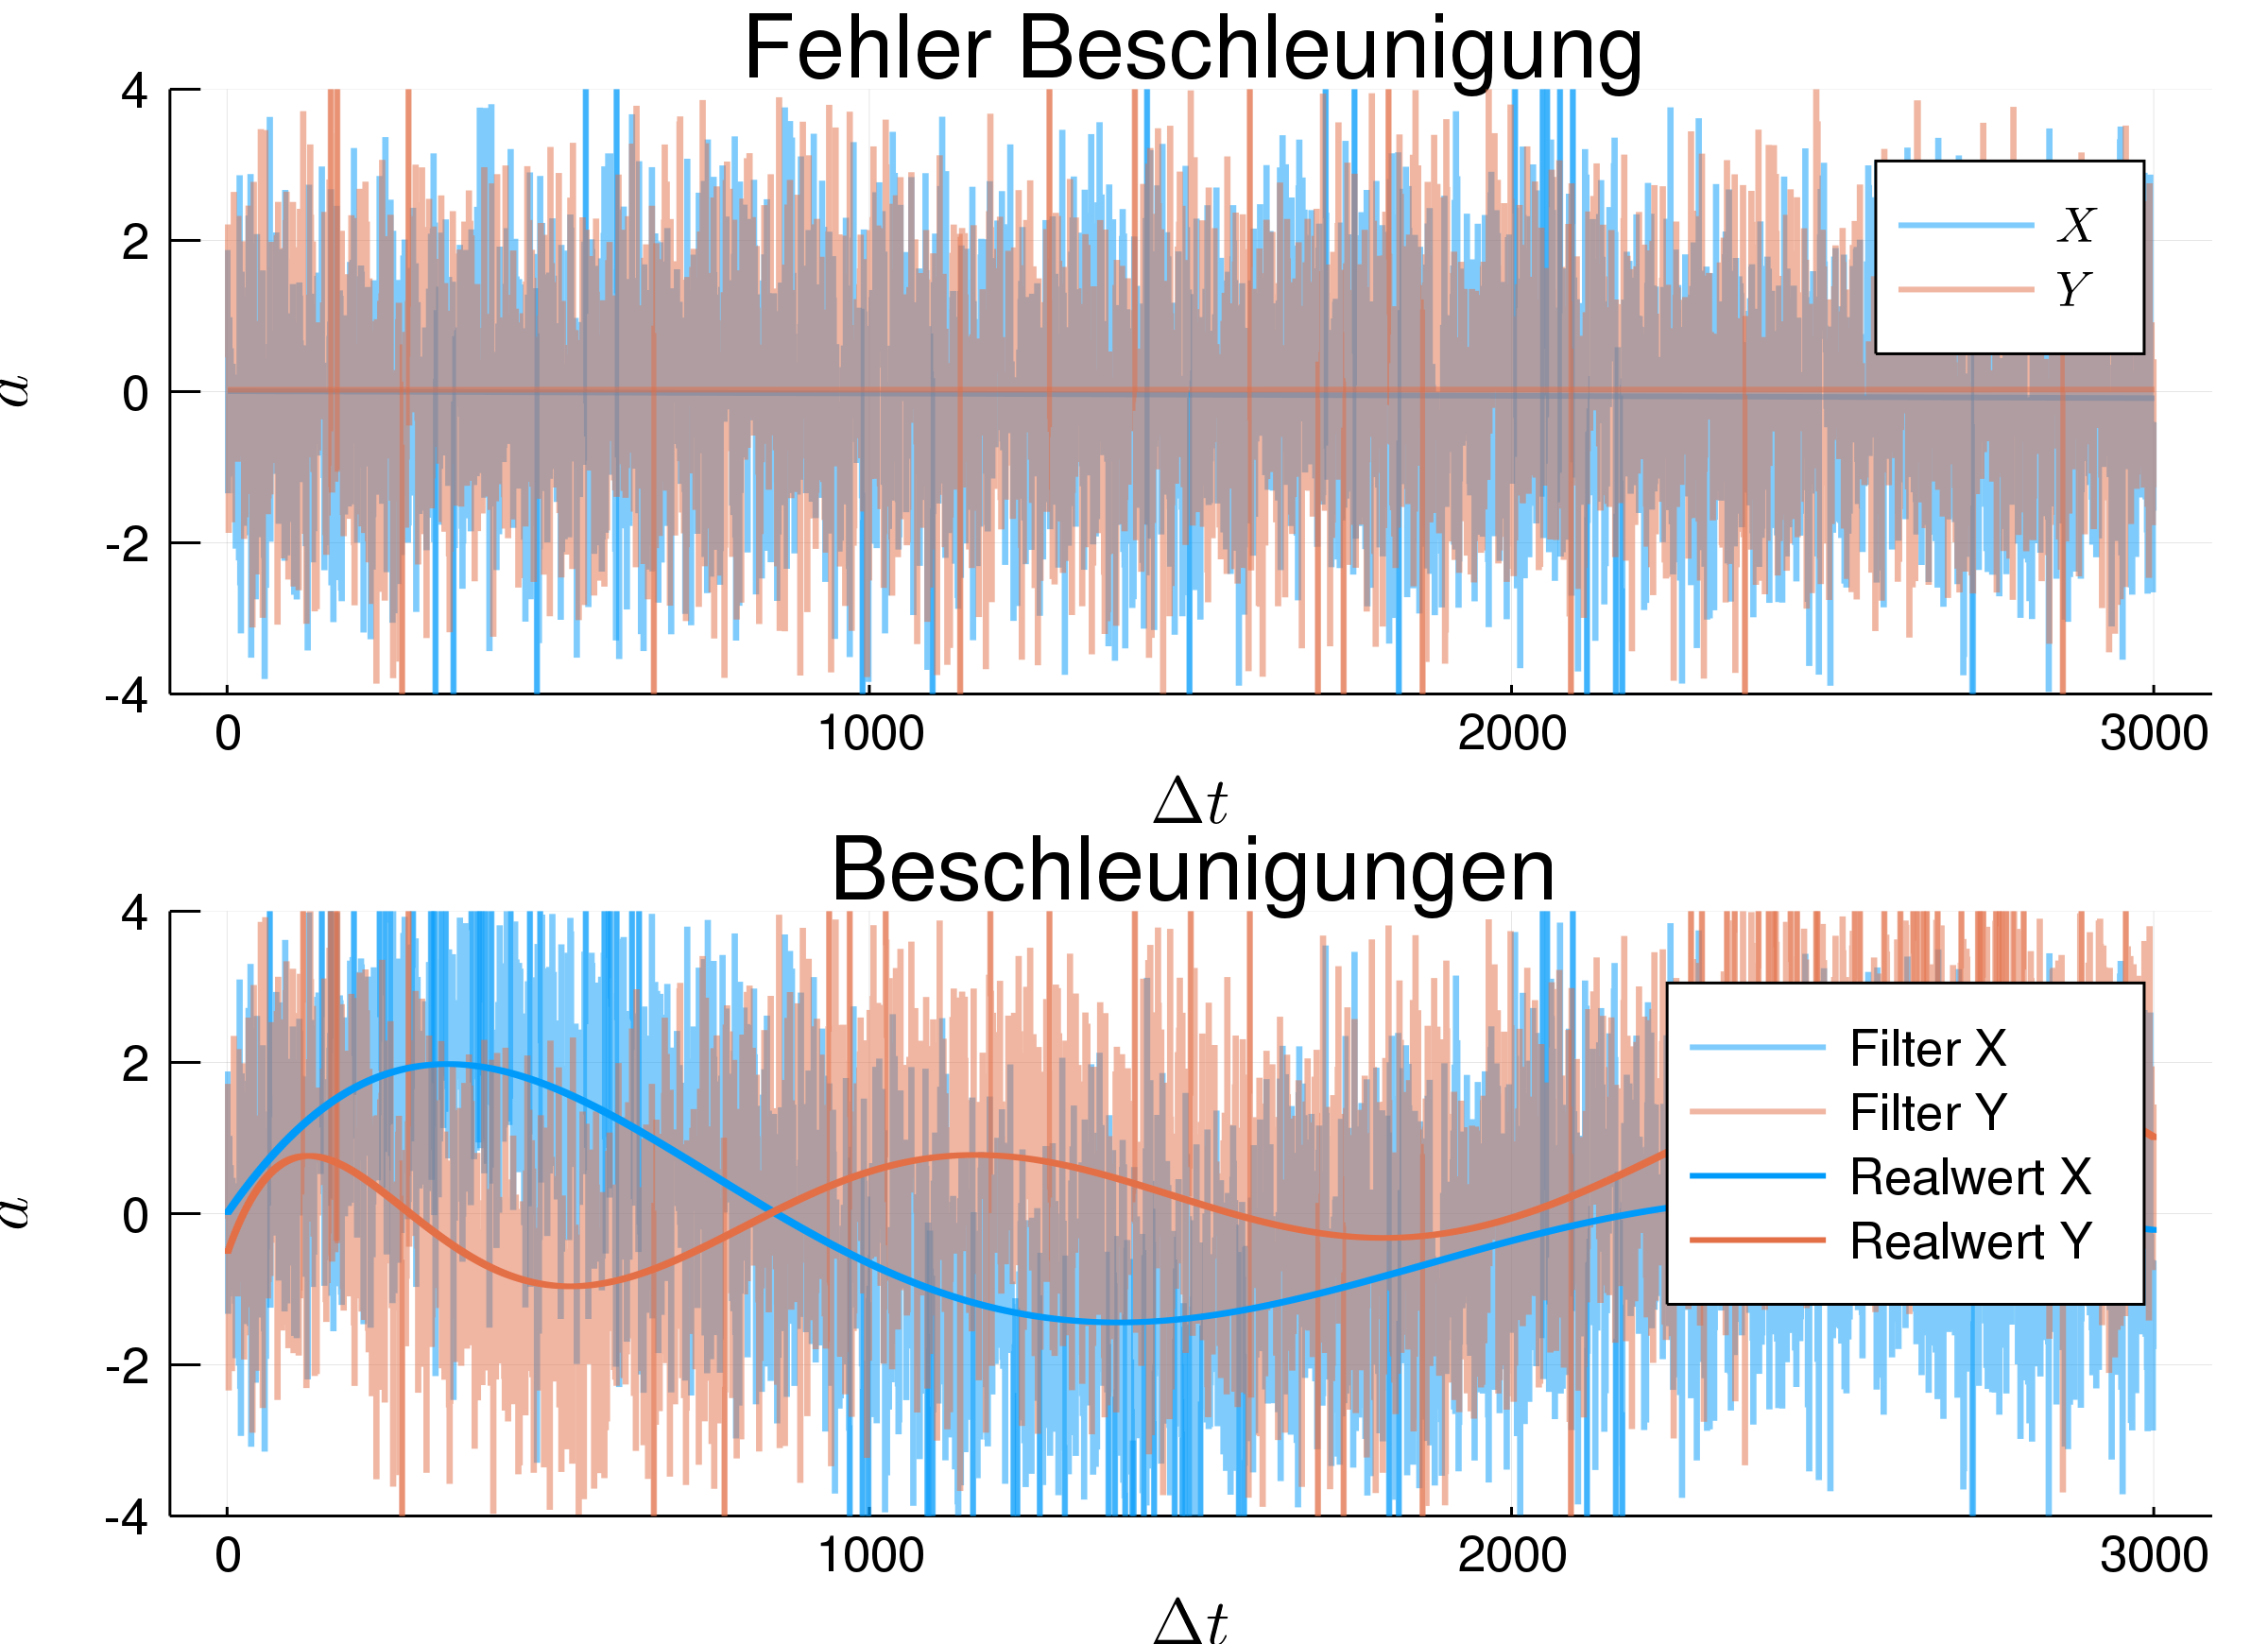 Fehler Beschleunigung
4
2
0
-2
-4
a
X
Y
0 1000 2000 3000
Δt
Beschleunigungen
4
2
0
-2
-4
a
Filter X
Filter Y
Realwert X
Realwert Y
0 1000 2000 3000
Δt